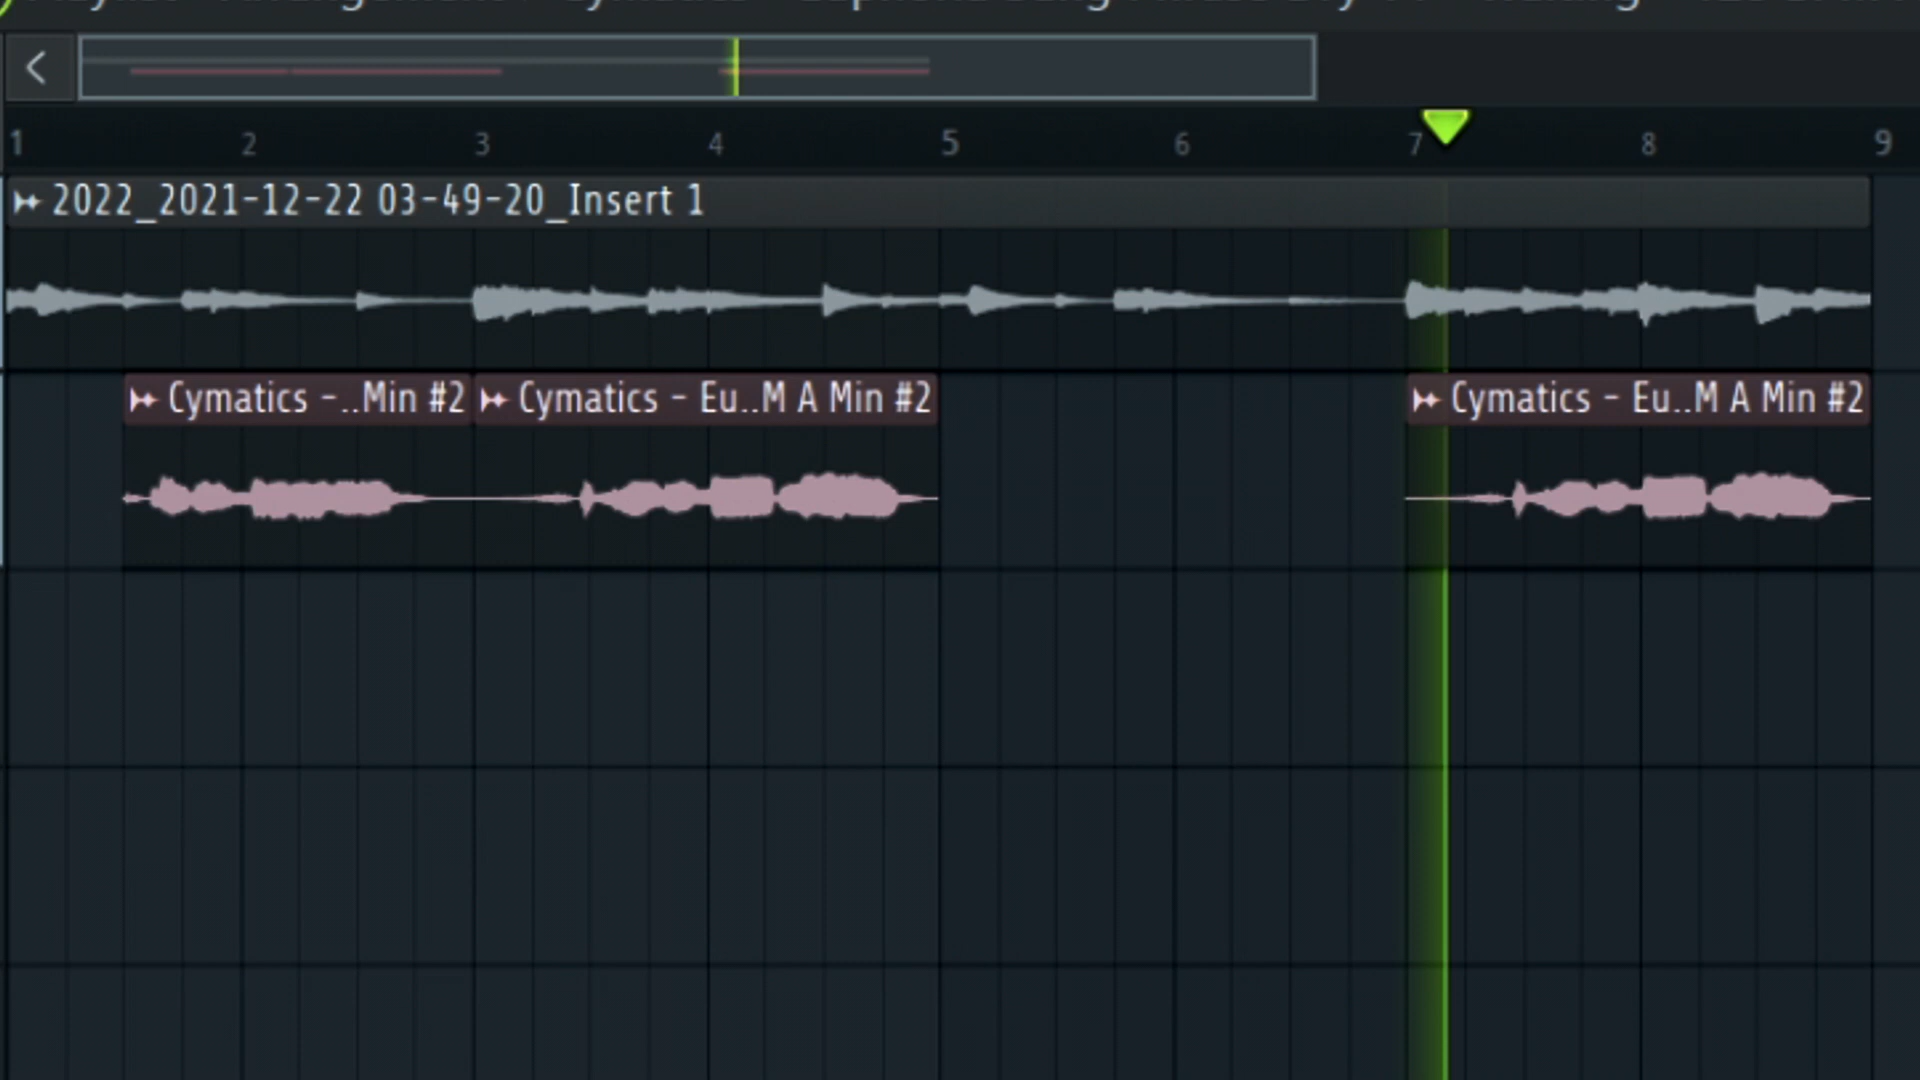 1 2 3 4 5 6 7 8 9
2022_2021-12-22 03-49-20_Insert 1
Cymatics -..Min #2 Cymatics - Eu..M A Min #2 Cymatics - Eu..M A Min #2